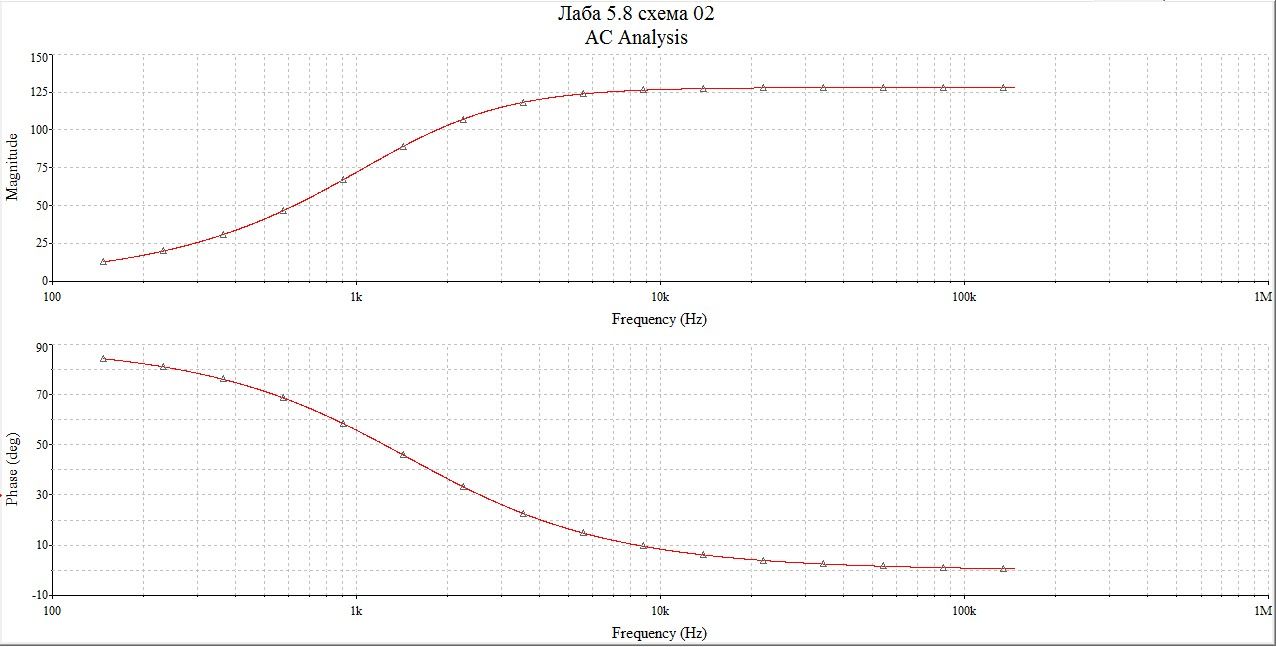 Лаба 5.8 схема 02
AC Analysis
150
125
100
75
50
25
0
Magnitude
100 1k 10k 100k 1M
Frequency (Hz)
90
70
50
30
10
-10
Phase (deg)
100 1k 10k 100k 1M
Frequency (Hz)